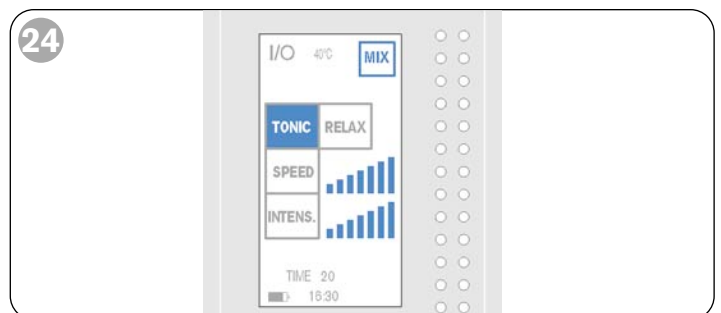 24
I/O 40°C MIX
TONIC RELAX
SPEED
INTENS.
TIME 20
16:30